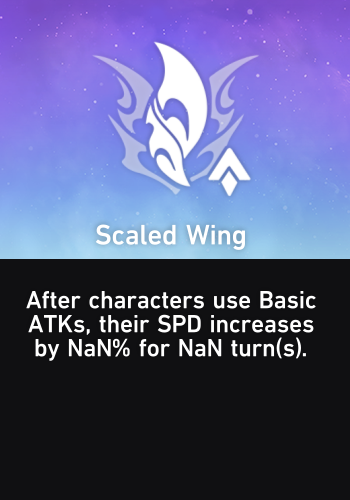 Scaled Wing
After characters use Basic
ATKs, their SPD increases
by NaN% for NaN turn(s).